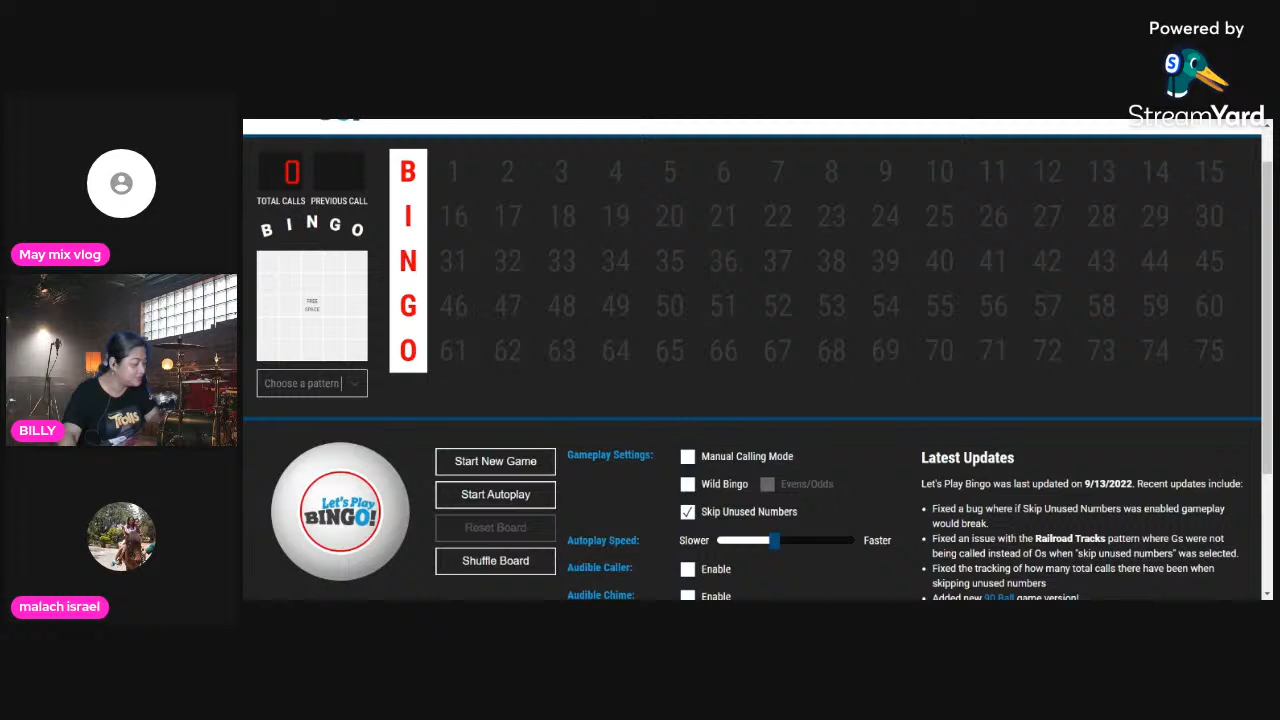 Powered by
StreamYard
May mix vlog
BILLY
Trolls
malach israel
0
TOTAL CALLS PREVIOUS CALL
B I N G O
FREE
SPACE
Choose a pattern
B 1 2 3 4 5 6 7 8 9 10 11 12 13 14 15
I 16 17 18 19 20 21 22 23 24 25 26 27 28 29 30
N 31 32 33 34 35 36 37 38 39 40 41 42 43 44 45
G 46 47 48 49 50 51 52 53 54 55 56 57 58 59 60
O 61 62 63 64 65 66 67 68 69 70 71 72 73 74 75
Let's Play
BINGO!
Start New Game
Start Autoplay
Reset Board
Shuffle Board
Gameplay Settings:
Manual Calling Mode
Wild Bingo Evens/Odds
Skip Unused Numbers
Autoplay Speed: Slower Faster
Audible Caller: Enable
Audible Chime: Enable
Latest Updates
Let's Play Bingo was last updated on 9/13/2022. Recent updates include:
• Fixed a bug where if Skip Unused Numbers was enabled gameplay
would break.
• Fixed an issue with the Railroad Tracks pattern where Gs were not
being called instead of Os when "skip unused numbers" was selected.
• Fixed the tracking of how many total calls there have been when
skipping unused numbers
• Added new 90 Ball game version!